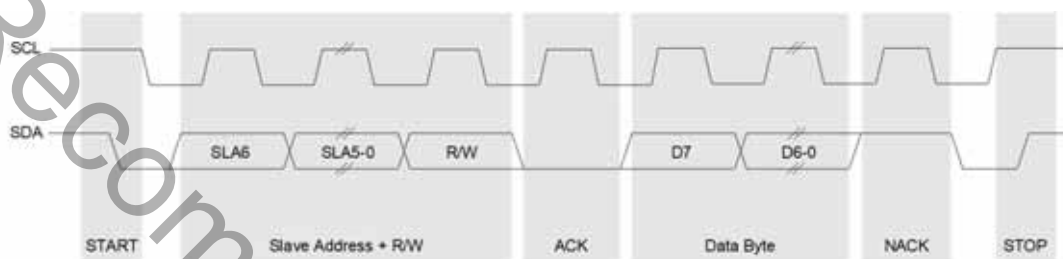 SCL
SDA
SLA6 SLA5-0 R/W D7 D6-0
START Slave Address + R/W ACK Data Byte NACK STOP